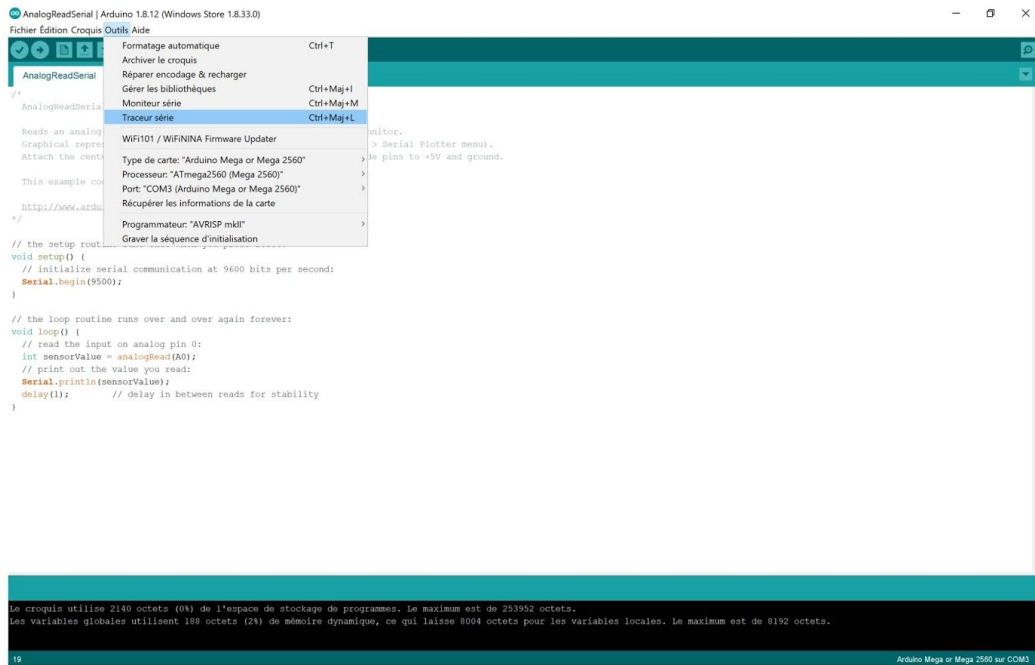 AnalogReadSerial | Arduino 1.8.12 (Windows Store 1.8.33.0)
Fichier Édition Croquis Outils Aide
AnalogReadSerial
Formatage automatique Ctrl+T
Archiver le croquis
Réparer encodage & recharger
Gérer les bibliothèques Ctrl+Maj+I
Moniteur série Ctrl+Maj+M
Traceur série Ctrl+Maj+L
WiFi101 / WiFiNINA Firmware Updater
Type de carte: "Arduino Mega or Mega 2560"
Processeur: "ATmega2560 (Mega 2560)"
Port: "COM3 (Arduino Mega or Mega 2560)"
Récupérer les informations de la carte
Programmateur: "AVRISP mkII"
Graver la séquence d'initialisation
/*
AnalogReadSeria
Reads an analog onitor.
Graphical repres > Serial Plotter menu).
Attach the cent de pins to +5V and ground.
This example co
http://www.ardu
*/
// the setup rout
void setup() {
// initialize serial communication at 9600 bits per second:
Serial.begin(9500);
}
// the loop routine runs over and over again forever:
void loop() {
// read the input on analog pin 0:
int sensorValue = analogRead(A0);
// print out the value you read:
Serial.println(sensorValue);
delay(1); // delay in between reads for stability
}
Le croquis utilise 2140 octets (0%) de l'espace de stockage de programmes. Le maximum est de 253952 octets.
Les variables globales utilisent 188 octets (2%) de mémoire dynamique, ce qui laisse 8004 octets pour les variables locales. Le maximum est de 8192 octets.
19 Arduino Mega or Mega 2560 sur COM3